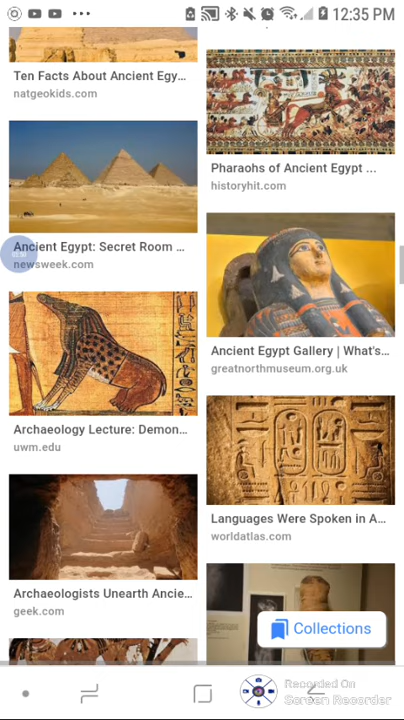 12:35 PM
Ten Facts About Ancient Egy...
natgeokids.com
Ancient Egypt: Secret Room ...
newsweek.com
Archaeology Lecture: Demon...
uwm.edu
Archaeologists Unearth Ancie...
geek.com
Pharaohs of Ancient Egypt ...
historyhit.com
Ancient Egypt Gallery | What's...
greatnorthmuseum.org.uk
Languages Were Spoken in A...
worldatlas.com
Collections
Recorded On
Screen Recorder